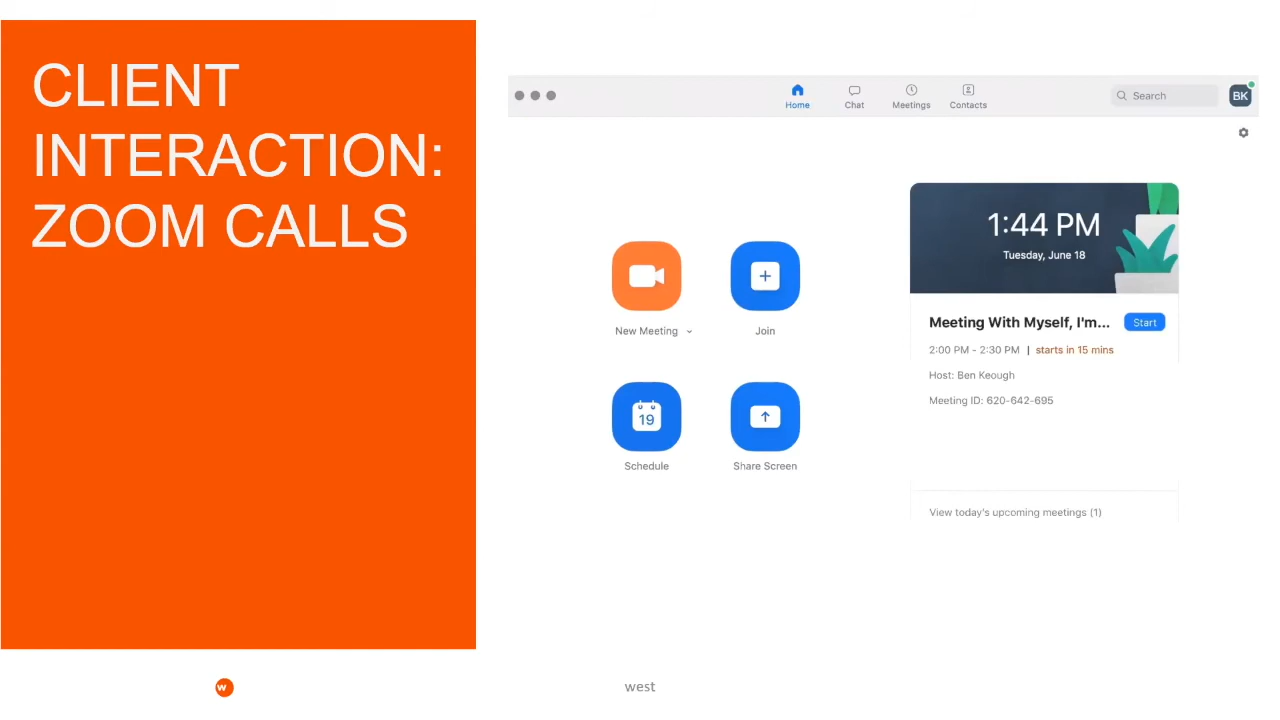 CLIENT
INTERACTION:
ZOOM CALLS
Home
Chat
Meetings
Contacts
Search
BK
1:44 PM
Tuesday, June 18
New Meeting
Join
Meeting With Myself, I'm...
Start
2:00 PM - 2:30 PM | starts in 15 mins
Host: Ben Keough
Meeting ID: 620-642-695
19
Schedule
Share Screen
View today's upcoming meetings (1)
w
west